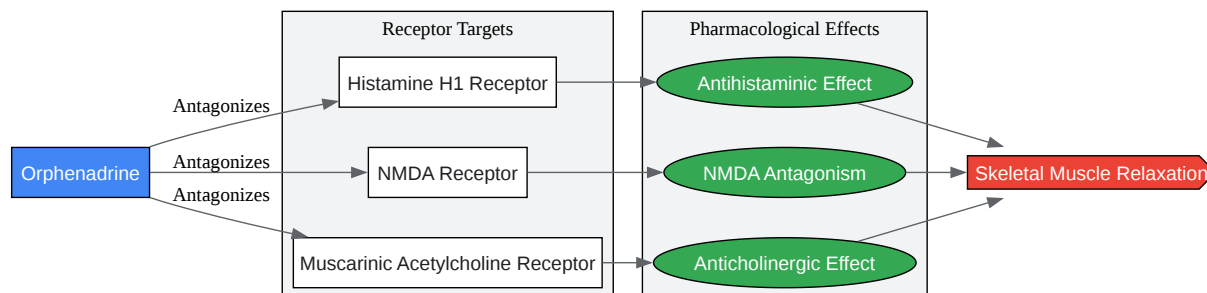 Receptor Targets
Pharmacological Effects
Histamine H1 Receptor
Antihistaminic Effect
Antagonizes
Orphenadrine
Antagonizes
NMDA Receptor
NMDA Antagonism
Skeletal Muscle Relaxation
Antagonizes
Muscarinic Acetylcholine Receptor
Anticholinergic Effect